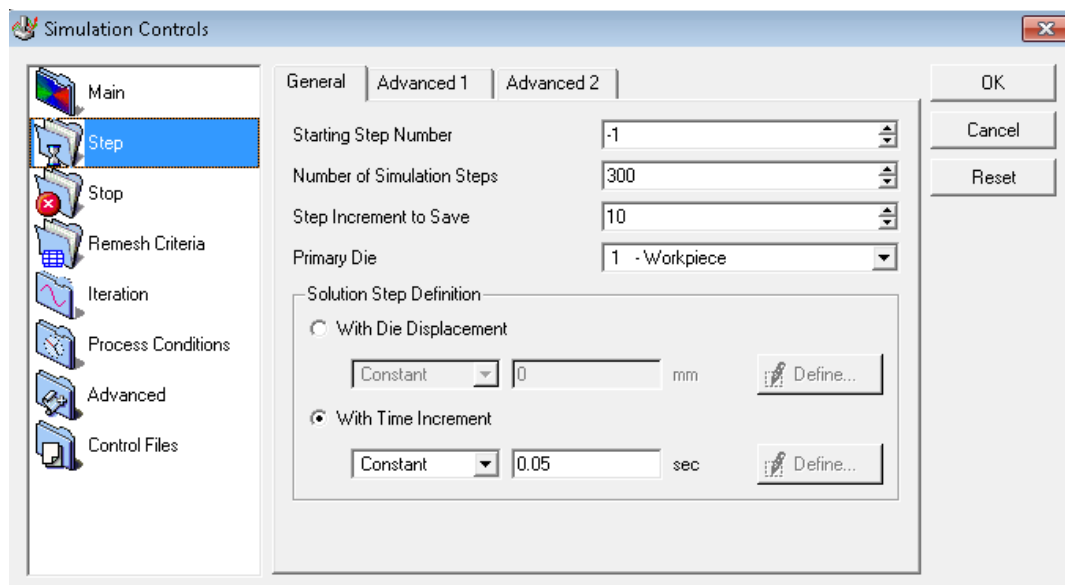 Simulation Controls
Main
Step
Stop
Remesh Criteria
Iteration
Process Conditions
Advanced
Control Files
General
Advanced 1
Advanced 2
Starting Step Number -1
Number of Simulation Steps 300
Step Increment to Save 10
Primary Die 1 - Workpiece
Solution Step Definition
With Die Displacement
Constant 0 mm Define...
With Time Increment
Constant 0.05 sec Define...
OK
Cancel
Reset